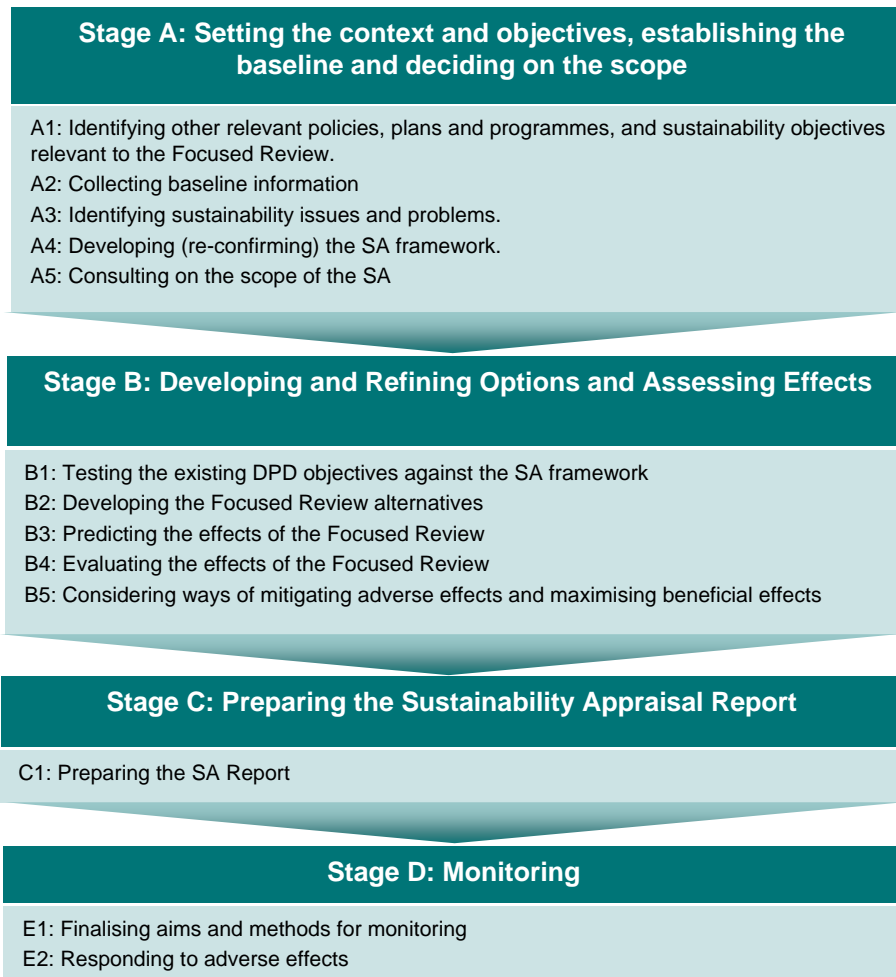 Stage A: Setting the context and objectives, establishing the
baseline and deciding on the scope
A1: Identifying other relevant policies, plans and programmes, and sustainability objectives
relevant to the Focused Review.
A2: Collecting baseline information
A3: Identifying sustainability issues and problems.
A4: Developing (re-confirming) the SA framework.
A5: Consulting on the scope of the SA
Stage B: Developing and Refining Options and Assessing Effects
B1: Testing the existing DPD objectives against the SA framework
B2: Developing the Focused Review alternatives
B3: Predicting the effects of the Focused Review
B4: Evaluating the effects of the Focused Review
B5: Considering ways of mitigating adverse effects and maximising beneficial effects
Stage C: Preparing the Sustainability Appraisal Report
C1: Preparing the SA Report
Stage D: Monitoring
E1: Finalising aims and methods for monitoring
E2: Responding to adverse effects